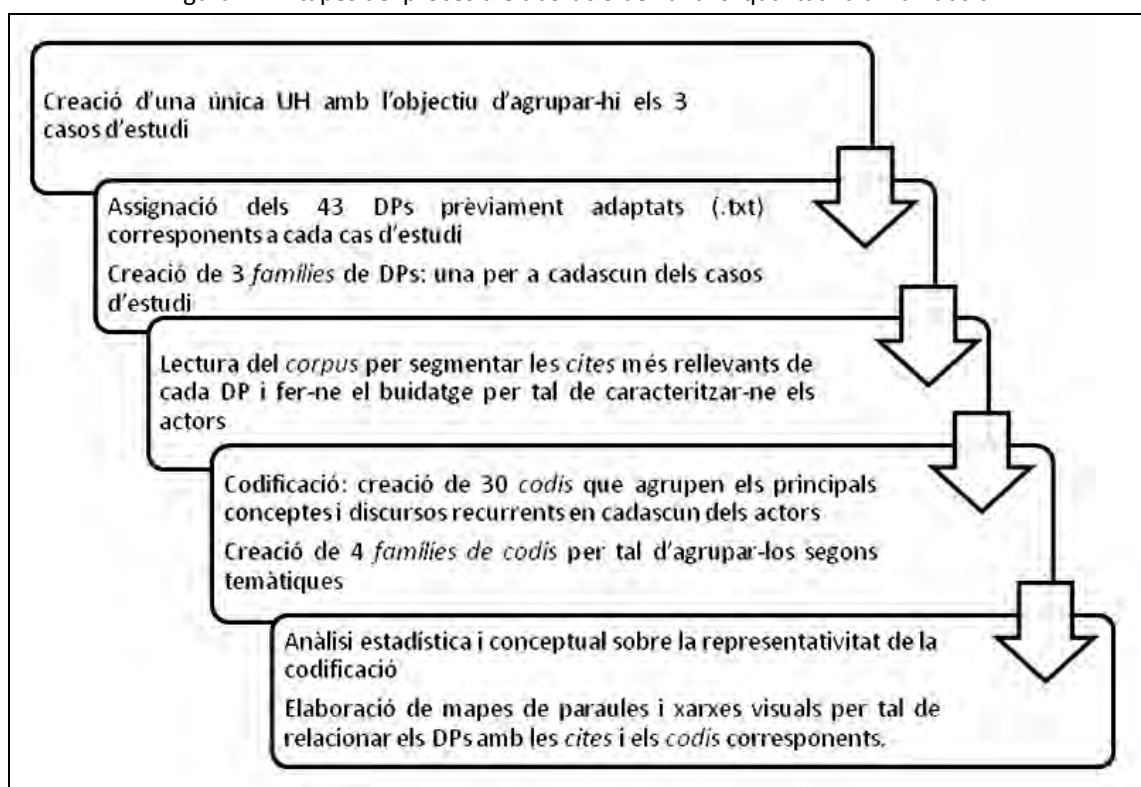 Creació d'una única UH amb l'objectiu d'agrupar-hi els 3
casos d'estudi
Assignació dels 43 DPs prèviament adaptats (.txt)
corresponents a cada cas d'estudi
Creació de 3 famílies de DPs: una per a cadascun dels casos
d'estudi
Lectura del corpus per segmentar les cites més rellevants de
cada DP i fer-ne el buidatge per tal de caracteritzar-ne els
actors
Codificació: creació de 30 codis que agrupen els principals
conceptes i discursos recurrents en cadascun dels actors
Creació de 4 famílies de codis per tal d'agrupar-los segons
temàtiques
Anàlisi estadística i conceptual sobre la representativitat de la
codificació
Elaboració de mapes de paraules i xarxes visuals per tal de
relacionar els DPs amb les cites i els codis corresponents.